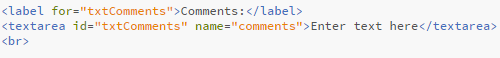 <label for="txtComments">Comments:</label>
<textarea id="txtComments" name="comments">Enter text here</textarea>
<br>